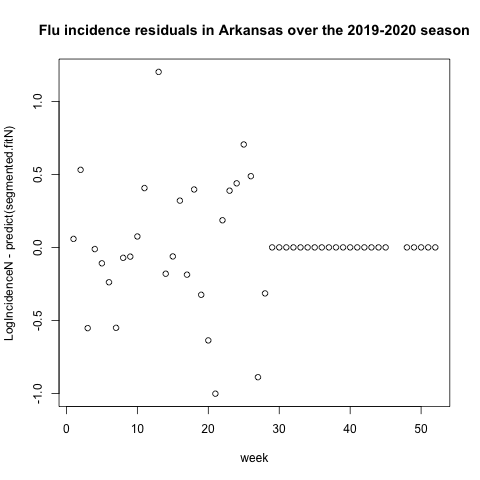 Flu incidence residuals in Arkansas over the 2019-2020 season
LogIncidenceN - predict(segmented.fitN)
1.0
0.5
0.0
-0.5
-1.0
0 10 20 30 40 50
week